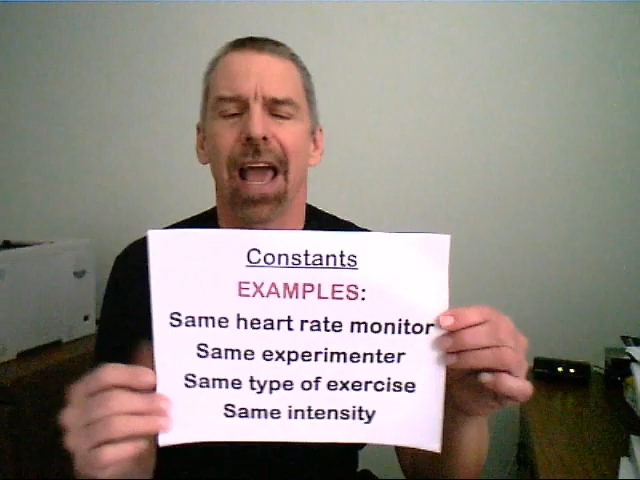 Constants
EXAMPLES:
Same heart rate monitor
Same experimenter
Same type of exercise
Same intensity